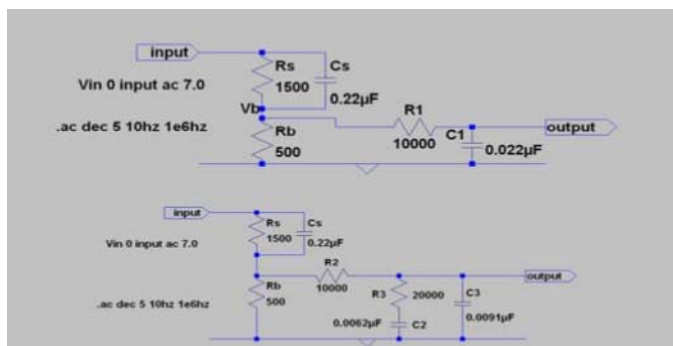 input
Rs
Cs
Vin 0 input ac 7.0
1500
0.22µF
Vb
R1
.ac dec 5 10hz 1e6hz
Rb
C1
output
10000
0.022µF
500
input
Rs
Cs
Vin 0 input ac 7.0
1500
0.22µF
R2
output
Rb
10000
R3
20000
C3
.ac dec 5 10hz 1e6hz
500
0.0091µF
0.0062µF
C2